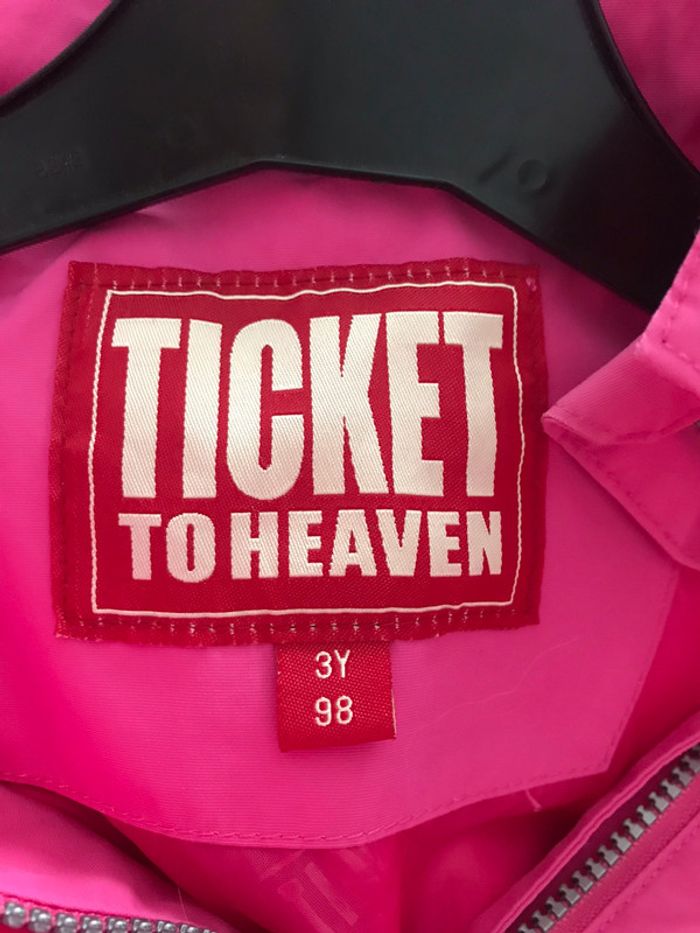 TICKET
TO HEAVEN
3Y
98